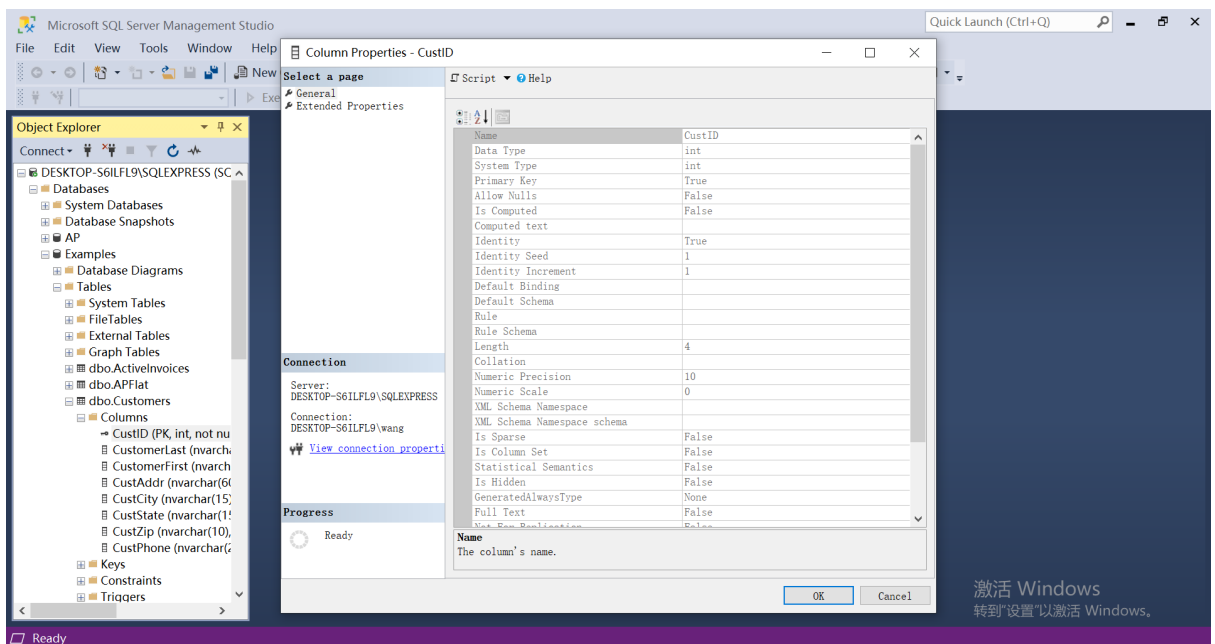 Microsoft SQL Server Management Studio
Quick Launch (Ctrl+Q)
File Edit View Tools Window Help
New
Exe
Object Explorer
Connect
DESKTOP-S6ILFL9\SQLEXPRESS (SC
Databases
System Databases
Database Snapshots
AP
Examples
Database Diagrams
Tables
System Tables
FileTables
External Tables
Graph Tables
dbo.ActiveInvoices
dbo.APFlat
dbo.Customers
Columns
CustID (PK, int, not nu
CustomerLast (nvarcha
CustomerFirst (nvarch
CustAddr (nvarchar(60
CustCity (nvarchar(15)
CustState (nvarchar(15
CustZip (nvarchar(10),
CustPhone (nvarchar(2
Keys
Constraints
Triggers
Column Properties - CustID
Select a page
General
Extended Properties
Connection
Server:
DESKTOP-S6ILFL9\SQLEXPRESS
Connection:
DESKTOP-S6ILFL9\wang
View connection properti
Progress
Ready
Script Help
Name CustID
Data Type int
System Type int
Primary Key True
Allow Nulls False
Is Computed False
Computed text
Identity True
Identity Seed 1
Identity Increment 1
Default Binding
Default Schema
Rule
Rule Schema
Length 4
Collation
Numeric Precision 10
Numeric Scale 0
XML Schema Namespace
XML Schema Namespace schema
Is Sparse False
Is Column Set False
Statistical Semantics False
Is Hidden False
GeneratedAlwaysType None
Full Text False
Not For Replication False
Name
The column's name.
OK Cancel
激活 Windows
转到"设置"以激活 Windows。
Ready